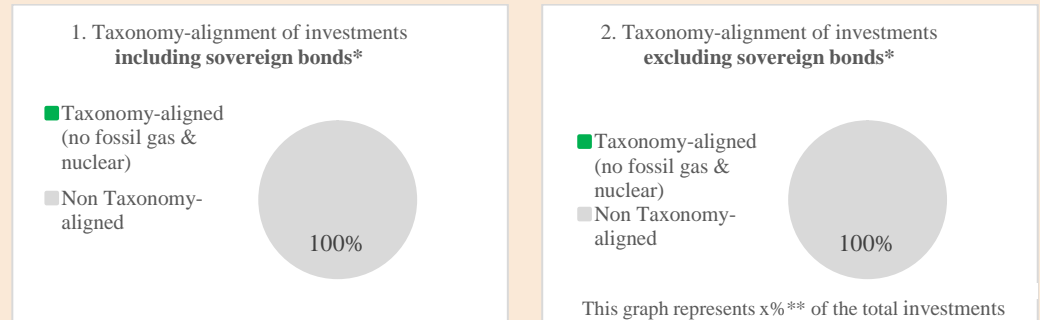 1. Taxonomy-alignment of investments
including sovereign bonds*
Taxonomy-aligned
(no fossil gas &
nuclear)
Non Taxonomy-
aligned
100%
2. Taxonomy-alignment of investments
excluding sovereign bonds*
Taxonomy-aligned
(no fossil gas &
nuclear)
Non Taxonomy-
aligned
100%
This graph represents x%** of the total investments